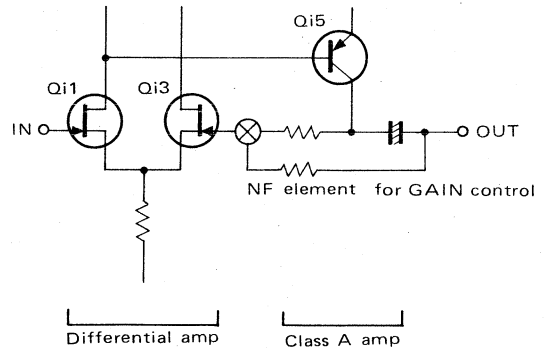 Qi5
Qi1
Qi3
IN
OUT
NF element for GAIN control
Differential amp
Class A amp